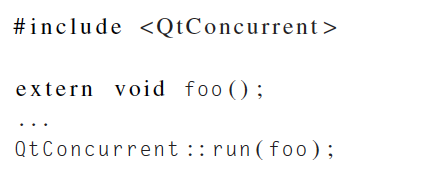 #include <QtConcurrent>
extern void foo();
...
QtConcurrent::run(foo);